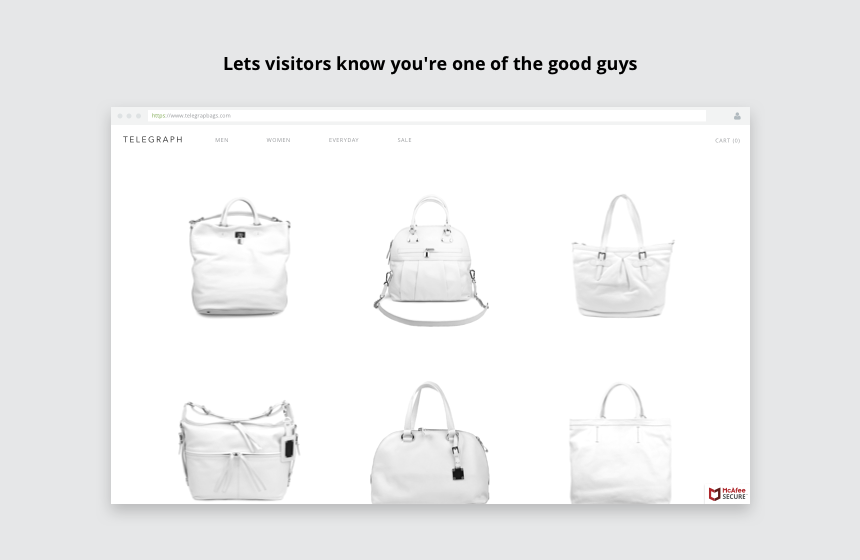 Lets visitors know you're one of the good guys
https://www.telegrapbags.com
TELEGRAPH MEN WOMEN EVERYDAY SALE CART (0)
McAfee
SECURE